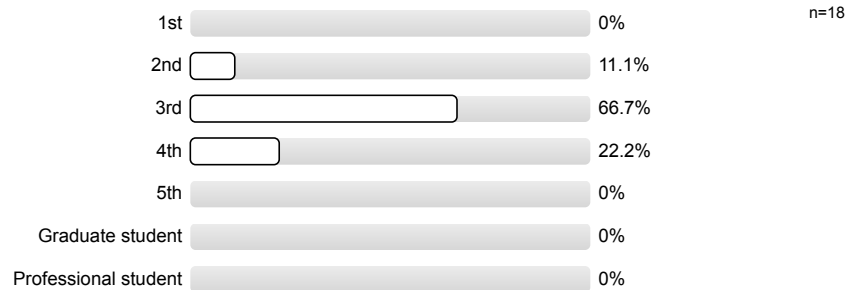 n=18
1st 0%
2nd 11.1%
3rd 66.7%
4th 22.2%
5th 0%
Graduate student 0%
Professional student 0%